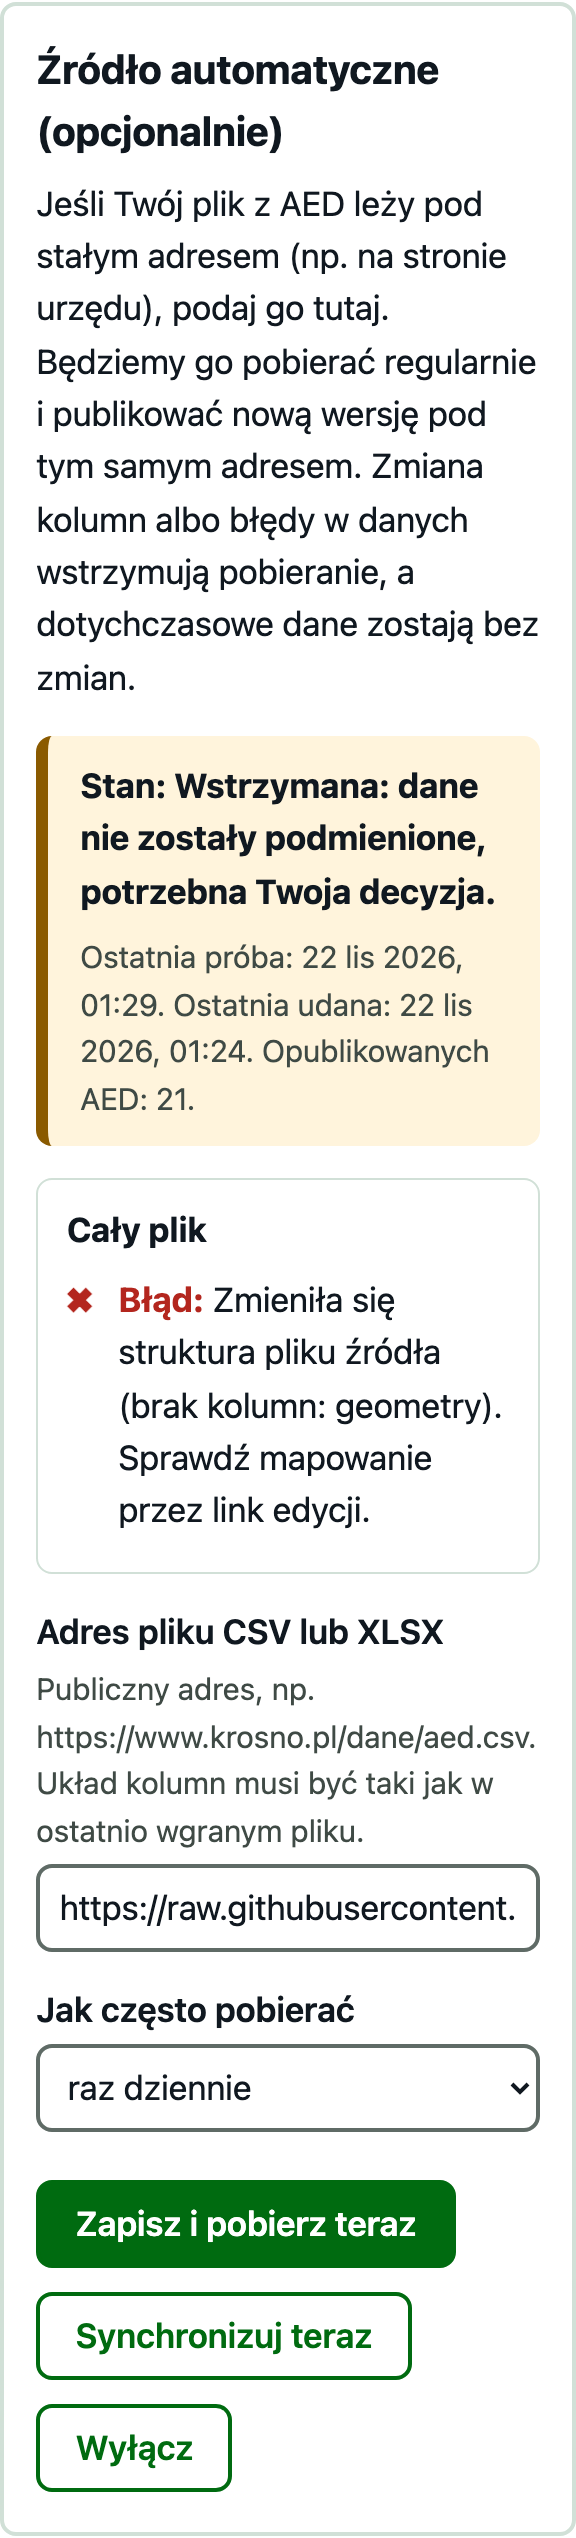 Źródło automatyczne
(opcjonalnie)
Jeśli Twój plik z AED leży pod
stałym adresem (np. na stronie
urzędu), podaj go tutaj.
Będziemy go pobierać regularnie
i publikować nową wersję pod
tym samym adresem. Zmiana
kolumn albo błędy w danych
wstrzymują pobieranie, a
dotychczasowe dane zostają bez
zmian.
Stan: Wstrzymana: dane
nie zostały podmienione,
potrzebna Twoja decyzja.
Ostatnia próba: 22 lis 2026,
01:29. Ostatnia udana: 22 lis
2026, 01:24. Opublikowanych
AED: 21.
Cały plik
✖ Błąd: Zmieniła się
struktura pliku źródła
(brak kolumn: geometry).
Sprawdź mapowanie
przez link edycji.
Adres pliku CSV lub XLSX
Publiczny adres, np.
https://www.krosno.pl/dane/aed.csv.
Układ kolumn musi być taki jak w
ostatnio wgranym pliku.
https://raw.githubusercontent.
Jak często pobierać
raz dziennie
Zapisz i pobierz teraz
Synchronizuj teraz
Wyłącz